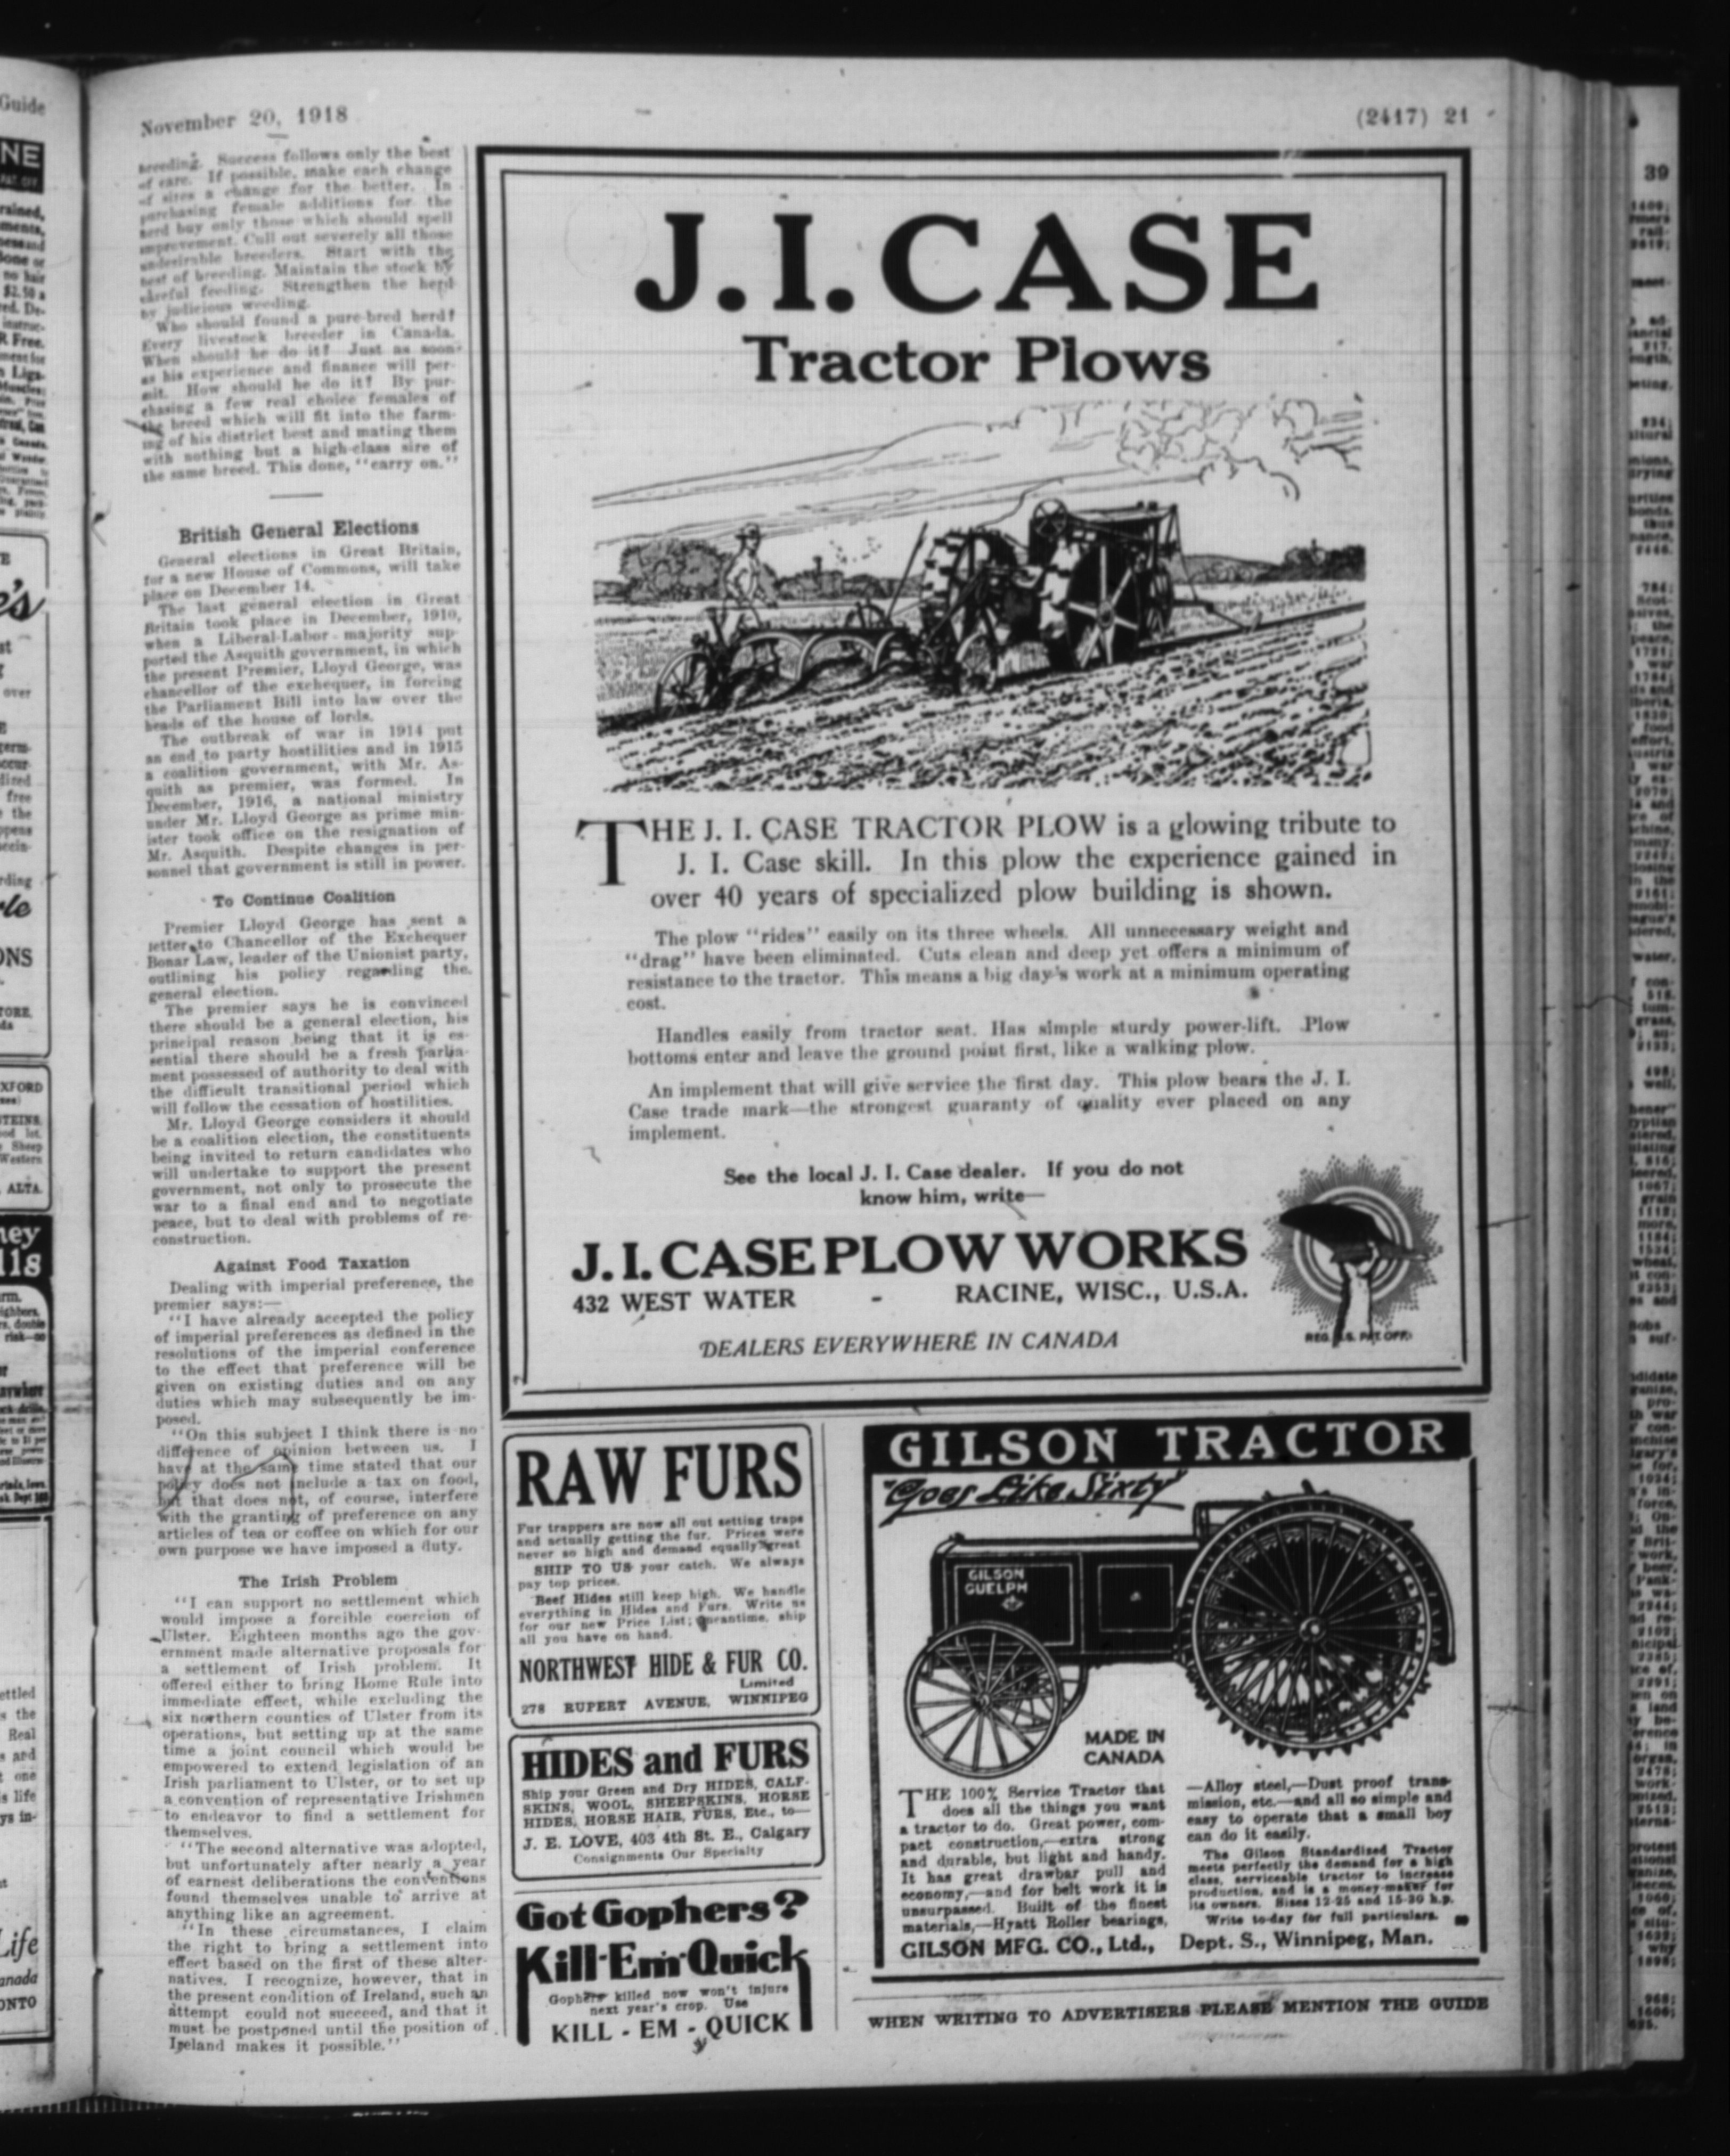 November 20, 1918
(2417) 21
breeding. Success follows only the best
of care. If possible, make each change
of sires a change for the better. In
purchasing female additions for the
herd buy only those which should spell
improvement. Cull out severely all those
undesirable breeders. Start with the
best of breeding. Maintain the stock by
careful feeding. Strengthen the herd
by judicious weeding.
Who should found a pure-bred herd?
Every livestock breeder in Canada.
When should he do it? Just as soon
as his experience and finance will per-
mit. How should he do it? By pur-
chasing a few real choice females of
the breed which will fit into the farm-
ing of his district best and mating them
with nothing but a high-class sire of
the same breed. This done, "carry on."
British General Elections
General elections in Great Britain,
for a new House of Commons, will take
place on December 14.
The last general election in Great
Britain took place in December, 1910,
when a Liberal-Labor majority sup-
ported the Asquith government, in which
the present Premier, Lloyd George, was
chancellor of the exchequer, in forcing
the Parliament Bill into law over the
heads of the house of lords.
The outbreak of war in 1914 put
an end to party hostilities and in 1915
a coalition government, with Mr. As-
quith as premier, was formed. In
December, 1916, a national ministry
under Mr. Lloyd George as prime min-
ister took office on the resignation of
Mr. Asquith. Despite changes in per-
sonnel that government is still in power.
To Continue Coalition
Premier Lloyd George has sent a
letter to Chancellor of the Exchequer
Bonar Law, leader of the Unionist party,
outlining his policy regarding the
general election.
The premier says he is convinced
there should be a general election, his
principal reason being that it is es-
sential there should be a fresh parlia-
ment possessed of authority to deal with
the difficult transitional period which
will follow the cessation of hostilities.
Mr. Lloyd George considers it should
be a coalition election, the constituents
being invited to return candidates who
will undertake to support the present
government, not only to prosecute the
war to a final end and to negotiate
peace, but to deal with problems of re-
construction.
Against Food Taxation
Dealing with imperial preference, the
premier says:—
"I have already accepted the policy
of imperial preferences as defined in the
resolutions of the imperial conference
to the effect that preference will be
given on existing duties and on any
duties which may subsequently be im-
posed.
"On this subject I think there is no
difference of opinion between us. I
have at the same time stated that our
policy does not include a tax on food,
but that does not, of course, interfere
with the granting of preference on any
articles of tea or coffee on which for our
own purpose we have imposed a duty.
The Irish Problem
"I can support no settlement which
would impose a forcible coercion of
Ulster. Eighteen months ago the gov-
ernment made alternative proposals for
a settlement of Irish problem. It
offered either to bring Home Rule into
immediate effect, while excluding the
six northern counties of Ulster from its
operations, but setting up at the same
time a joint council which would be
empowered to extend legislation of an
Irish parliament to Ulster, or to set up
a convention of representative Irishmen
to endeavor to find a settlement for
themselves.
"The second alternative was adopted,
but unfortunately after nearly a year
of earnest deliberations the conventions
found themselves unable to arrive at
anything like an agreement.
"In these circumstances, I claim
the right to bring a settlement into
effect based on the first of these alter-
natives. I recognize, however, that in
the present condition of Ireland, such an
attempt could not succeed, and that it
must be postponed until the position of
Ireland makes it possible."
J. I. CASE
Tractor Plows
THE J. I. CASE TRACTOR PLOW is a glowing tribute to
J. I. Case skill. In this plow the experience gained in
over 40 years of specialized plow building is shown.
The plow "rides" easily on its three wheels. All unnecessary weight and
"drag" have been eliminated. Cuts clean and deep yet offers a minimum of
resistance to the tractor. This means a big day's work at a minimum operating
cost.
Handles easily from tractor seat. Has simple sturdy power-lift. Plow
bottoms enter and leave the ground point first, like a walking plow.
An implement that will give service the first day. This plow bears the J. I.
Case trade mark—the strongest guaranty of quality ever placed on any
implement.
See the local J. I. Case dealer. If you do not
know him, write—
J. I. CASE PLOW WORKS
432 WEST WATER - RACINE, WISC., U.S.A.
REG. U.S. PAT. OFF.
DEALERS EVERYWHERE IN CANADA
RAW FURS
Fur trappers are now all out setting traps
and actually getting the fur. Prices were
never so high and demand equally great
SHIP TO US your catch. We always
pay top prices.
Beef Hides still keep high. We handle
everything in Hides and Furs. Write us
for our new Price List; meantime, ship
all you have on hand.
NORTHWEST HIDE & FUR CO.
Limited
278 RUPERT AVENUE, WINNIPEG
HIDES and FURS
Ship your Green and Dry HIDES, CALF-
SKINS, WOOL, SHEEPSKINS, HORSE
HIDES, HORSE HAIR, FURS, Etc., to—
J. E. LOVE, 403 4th St. E., Calgary
Consignments Our Specialty
Got Gophers?
Kill-Em-Quick
Gophers killed now won't injure
next year's crop. Use
KILL - EM - QUICK
GILSON TRACTOR
"Goes Like Sixty"
GILSON
GUELPH
MADE IN
CANADA
THE 100% Service Tractor that
does all the things you want
a tractor to do. Great power, com-
pact construction,—extra strong
and durable, but light and handy.
It has great drawbar pull and
economy,—and for belt work it is
unsurpassed. Built of the finest
materials,—Hyatt Roller bearings,
—Alloy steel,—Dust proof trans-
mission, etc.—and all so simple and
easy to operate that a small boy
can do it easily.
The Gilson Standardized Tractor
meets perfectly the demand for a high
class, serviceable tractor to increase
production, and is a money-maker for
its owners. Sizes 12-25 and 15-30 h.p.
Write to-day for full particulars.
GILSON MFG. CO., Ltd., Dept. S., Winnipeg, Man.
WHEN WRITING TO ADVERTISERS PLEASE MENTION THE GUIDE